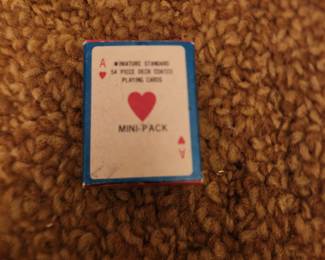 A
MINIATURE STANDARD
54 PIECE DECK COATED
PLAYING CARDS
MINI-PACK
A